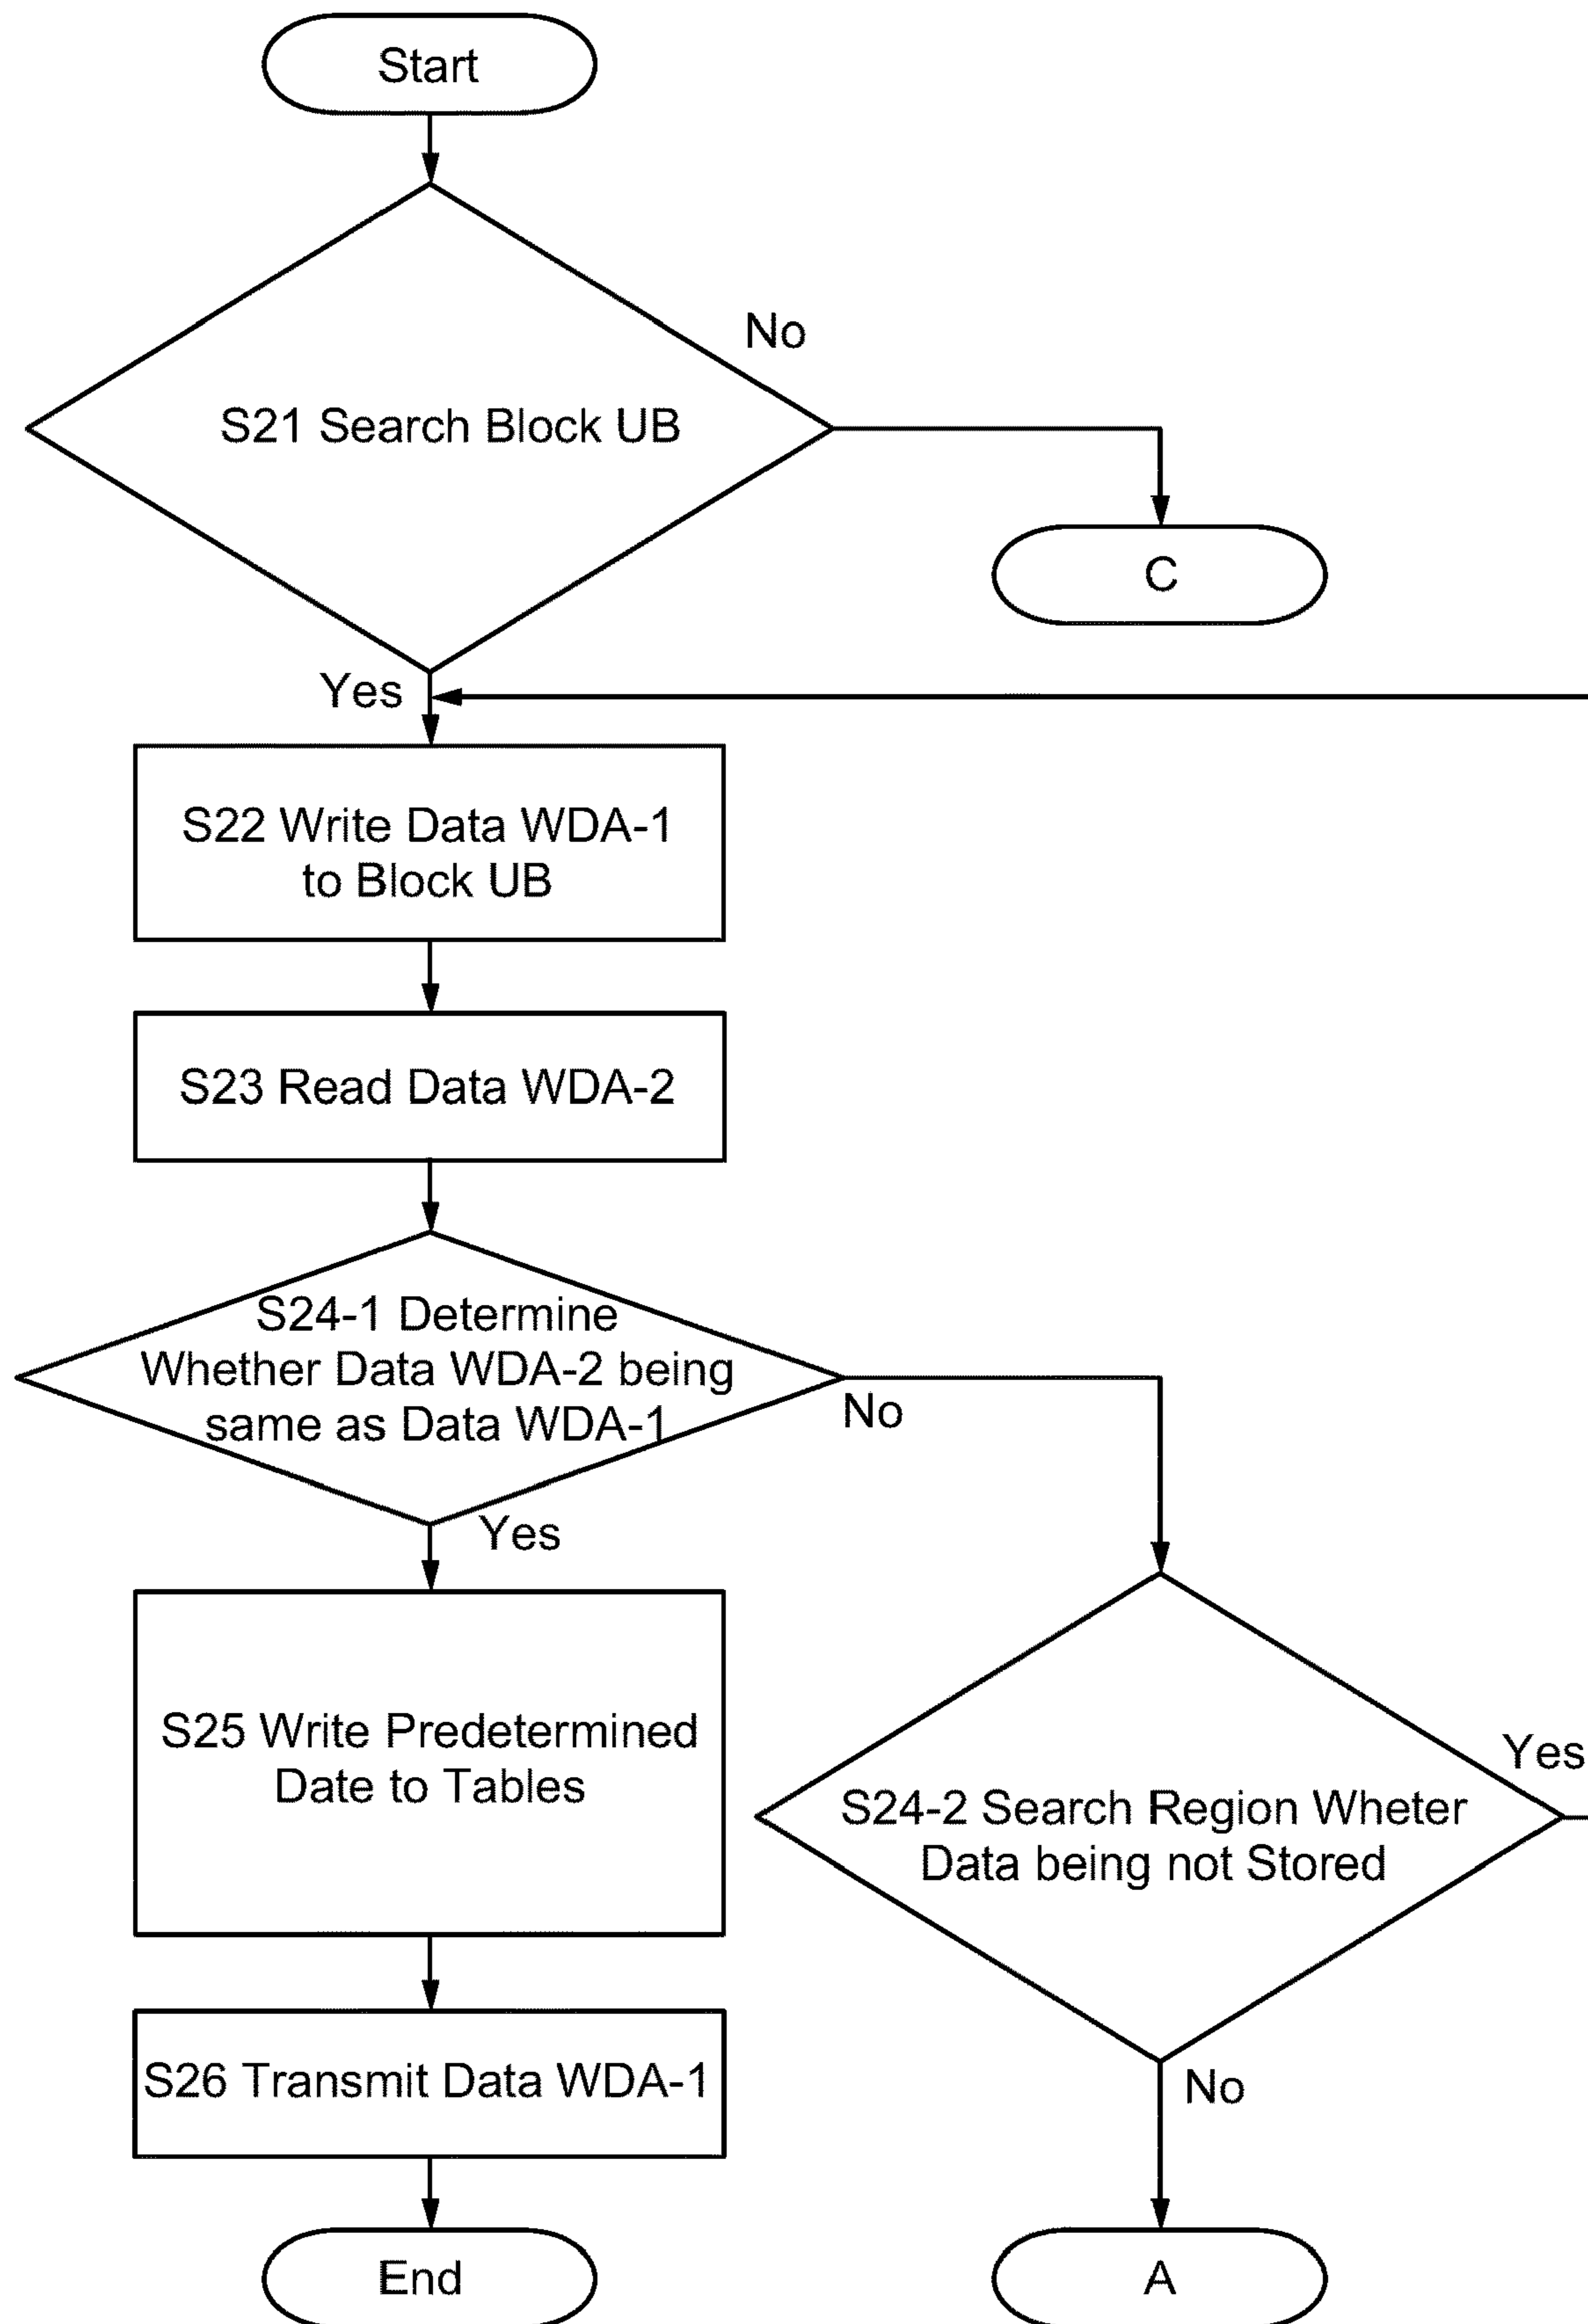 Start
No
S21 Search Block UB
C
Yes
S22 Write Data WDA-1
to Block UB
S23 Read Data WDA-2
S24-1 Determine
Whether Data WDA-2 being
same as Data WDA-1
No
Yes
S25 Write Predetermined
Date to Tables
Yes
S24-2 Search Region Wheter
Data being not Stored
S26 Transmit Data WDA-1
No
End
A